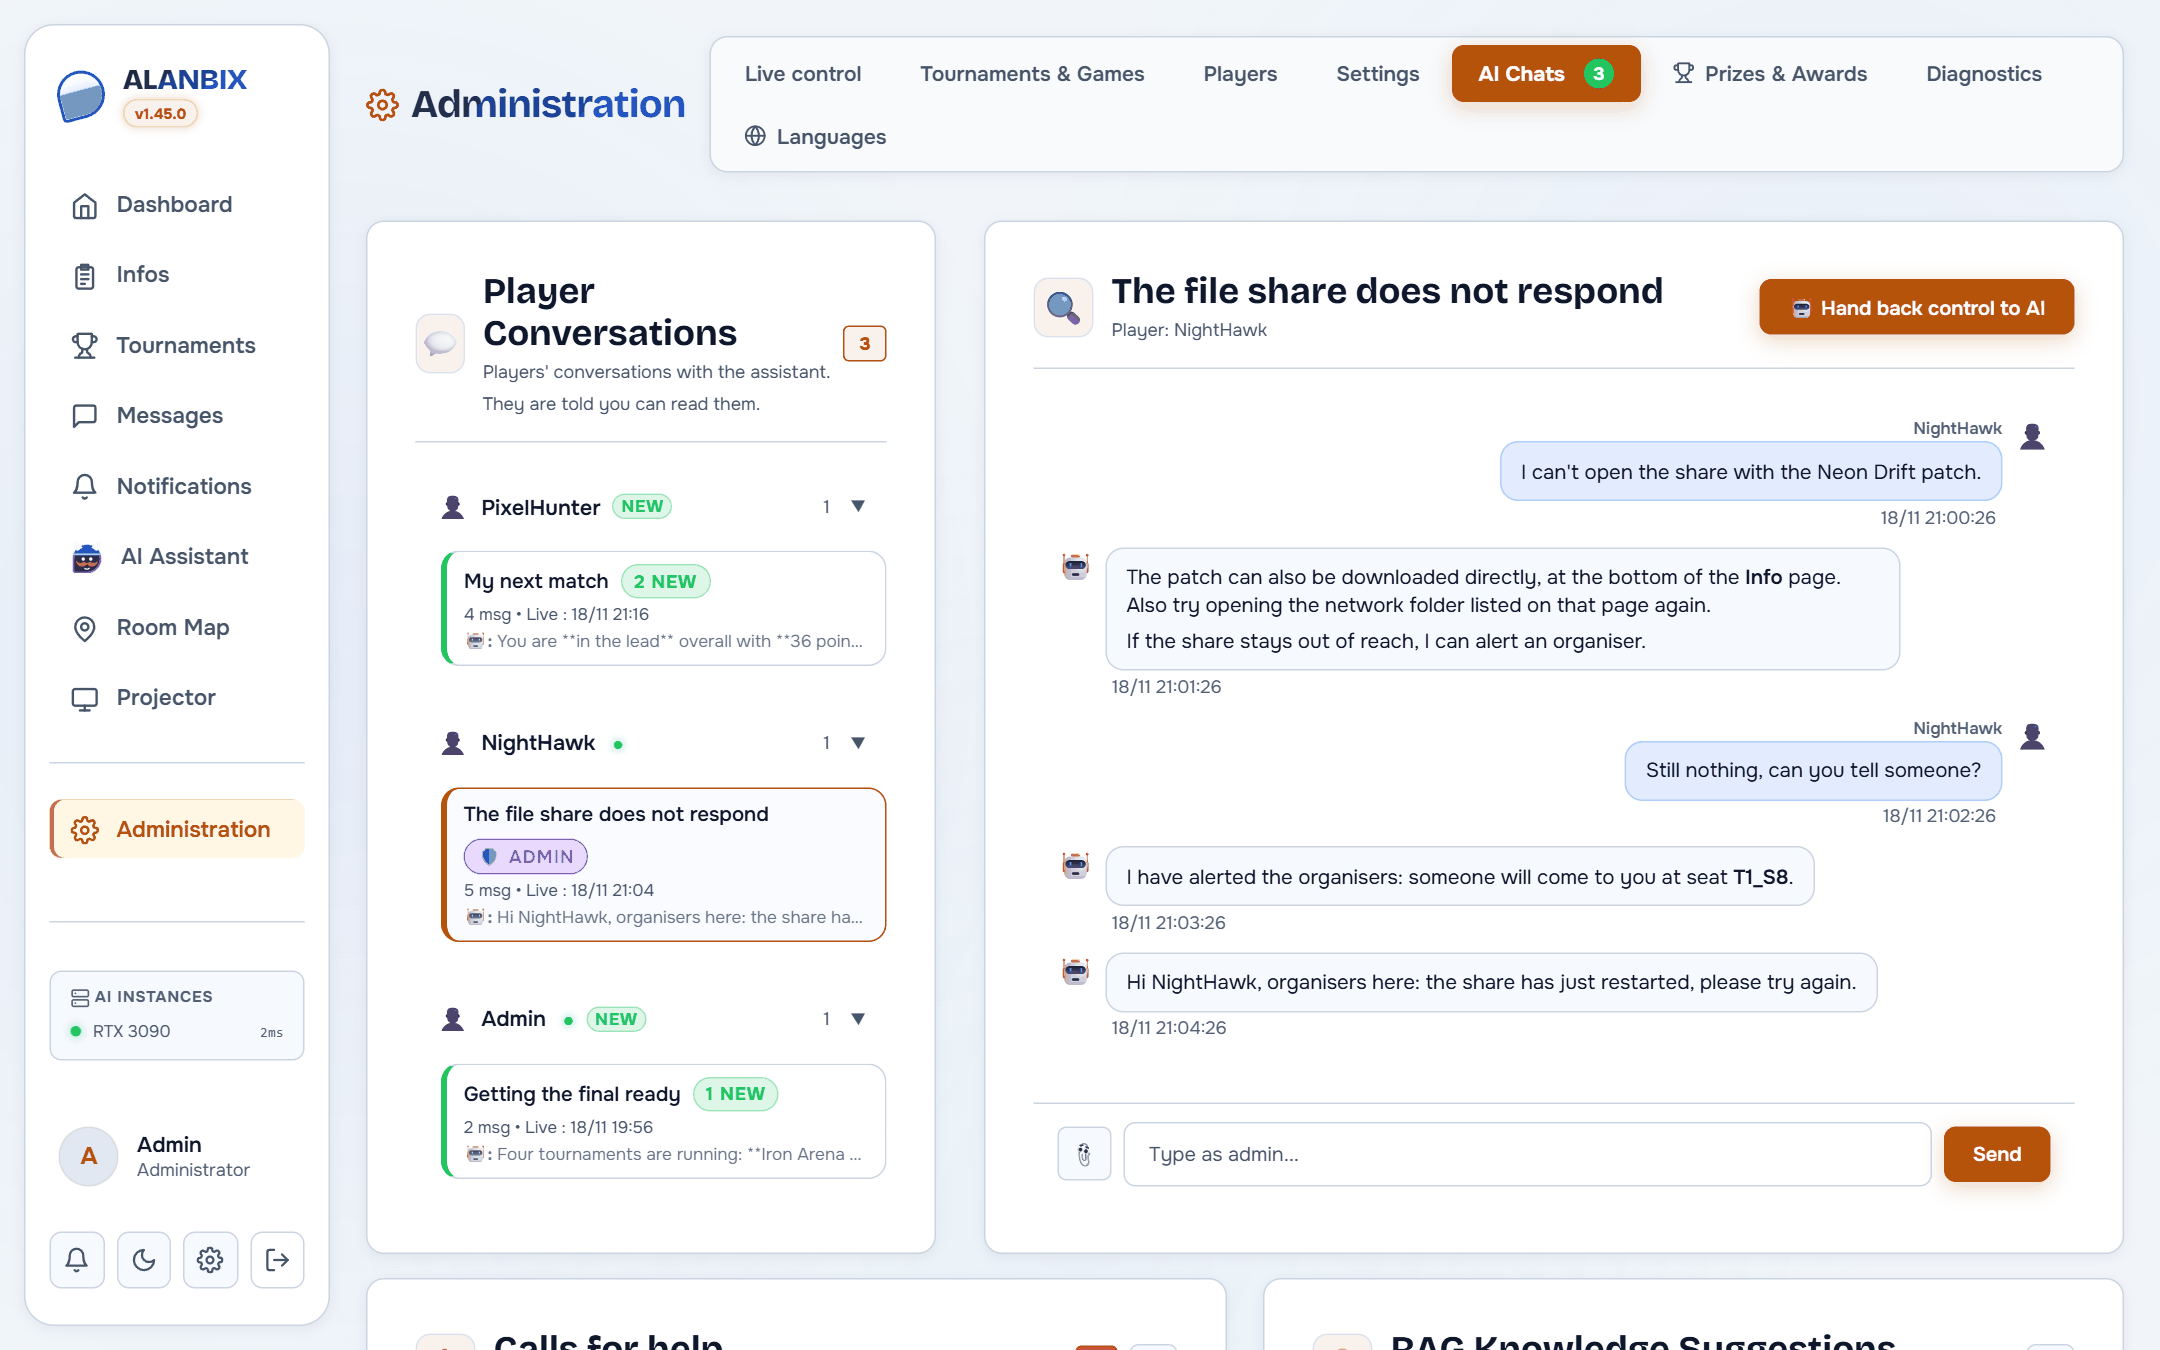 ALANBIX
v1.45.0
Dashboard
Infos
Tournaments
Messages
Notifications
AI Assistant
Room Map
Projector
Administration
AI INSTANCES
RTX 3090
2ms
A
Admin
Administrator
Administration
Live control
Tournaments & Games
Players
Settings
AI Chats
3
Prizes & Awards
Diagnostics
Languages
Player
Conversations
Players' conversations with the assistant.
They are told you can read them.
3
PixelHunter
NEW
1
My next match
2 NEW
4 msg • Live : 18/11 21:16
: You are **in the lead** overall with **36 poin...
NightHawk
1
The file share does not respond
ADMIN
5 msg • Live : 18/11 21:04
: Hi NightHawk, organisers here: the share ha...
Admin
NEW
1
Getting the final ready
1 NEW
2 msg • Live : 18/11 19:56
: Four tournaments are running: **Iron Arena ...
The file share does not respond
Player: NightHawk
Hand back control to AI
NightHawk
I can't open the share with the Neon Drift patch.
18/11 21:00:26
The patch can also be downloaded directly, at the bottom of the Info page.
Also try opening the network folder listed on that page again.
If the share stays out of reach, I can alert an organiser.
18/11 21:01:26
NightHawk
Still nothing, can you tell someone?
18/11 21:02:26
I have alerted the organisers: someone will come to you at seat T1_S8.
18/11 21:03:26
Hi NightHawk, organisers here: the share has just restarted, please try again.
18/11 21:04:26
Type as admin...
Send
Calls for help
RAG Knowledge Suggestions